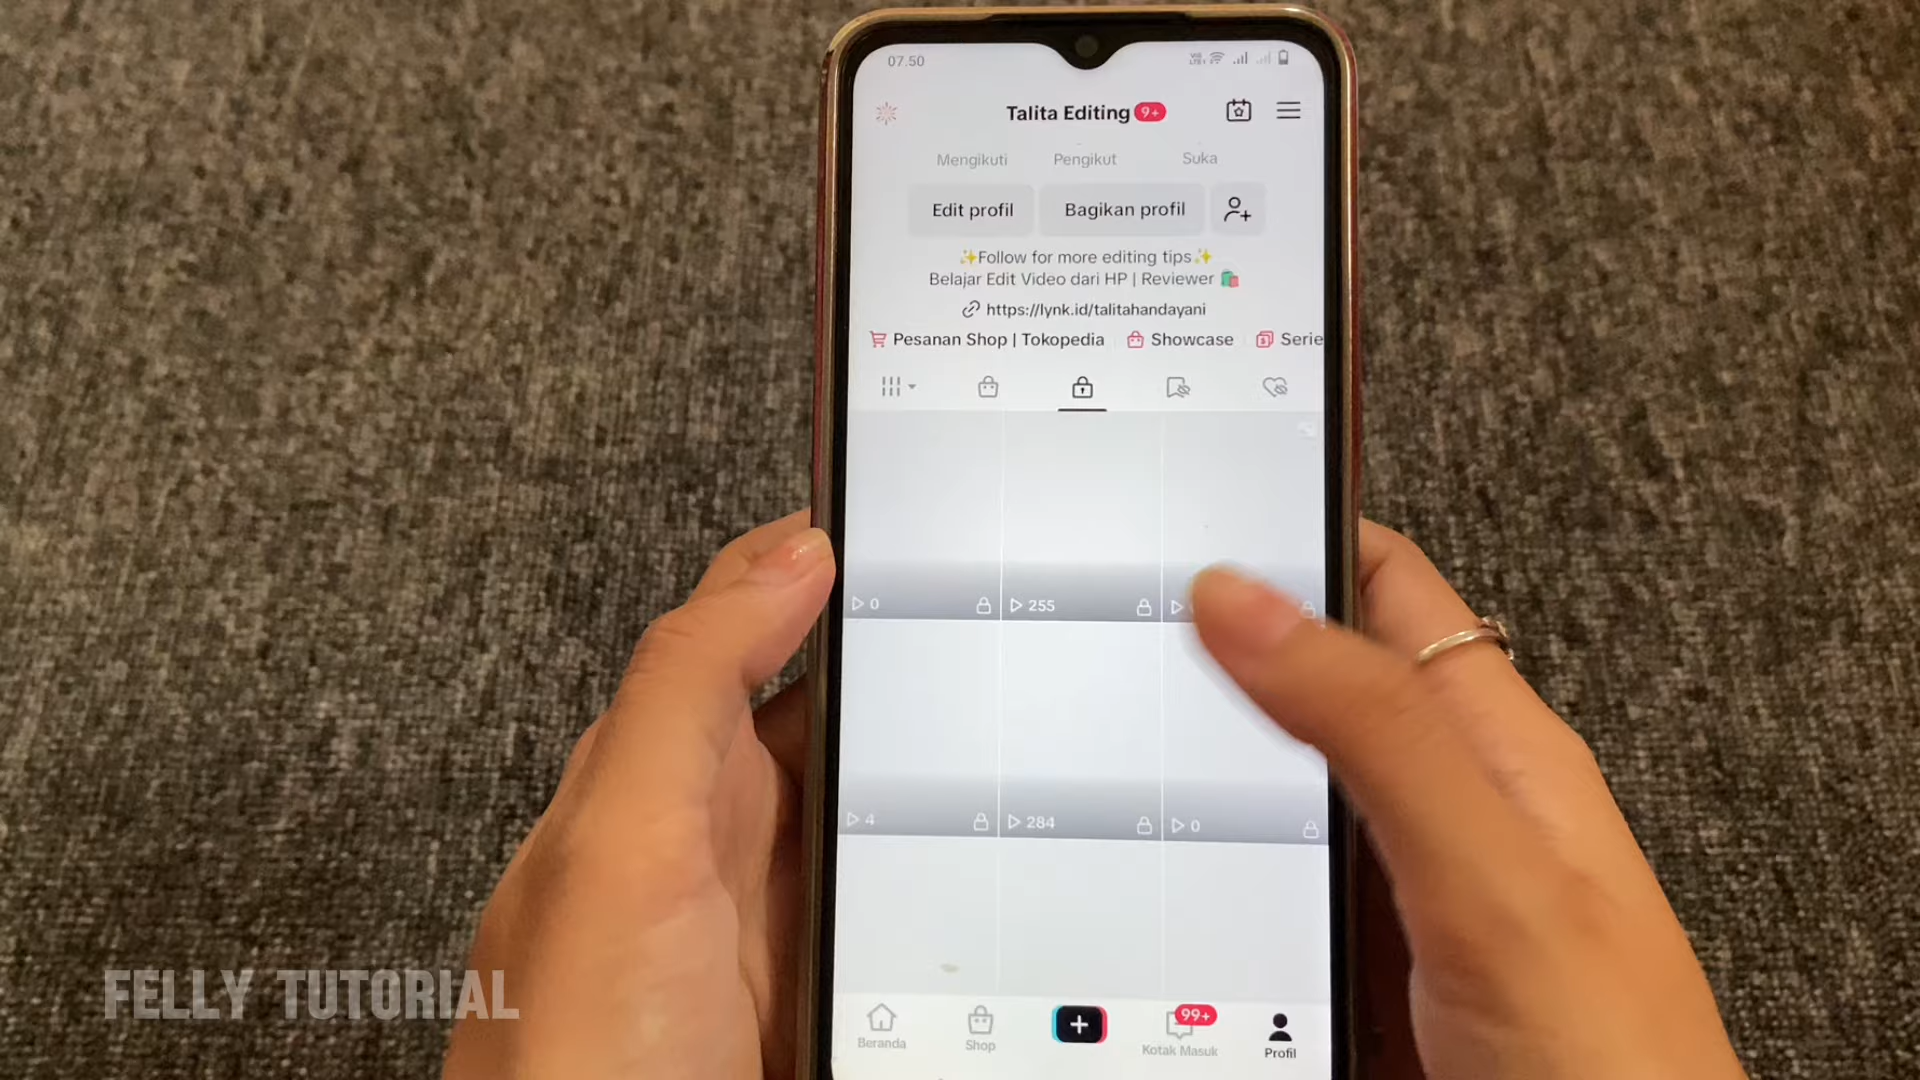 07.50
Talita Editing 9+
Mengikuti Pengikut Suka
Edit profil Bagikan profil
✨Follow for more editing tips✨
Belajar Edit Video dari HP | Reviewer 🛍️
https://lynk.id/talitahandayani
Pesanan Shop | Tokopedia Showcase Serie
0 255
4 284 0
99+
Beranda Shop Kotak Masuk Profil
FELLY TUTORIAL